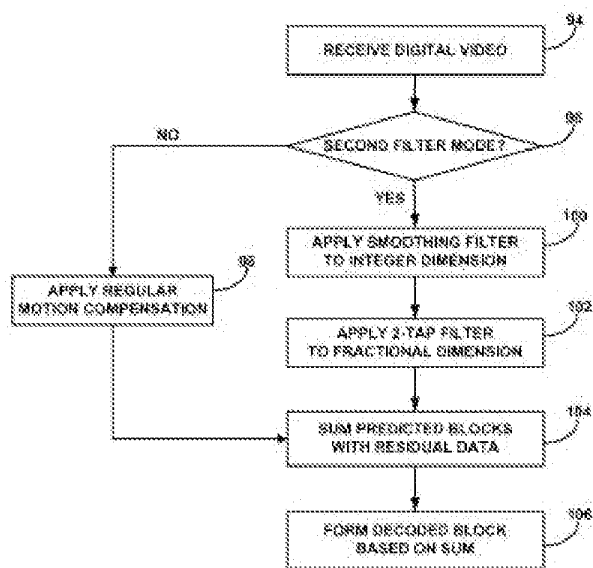 94
RECEIVE DIGITAL VIDEO
96
SECOND FILTER MODE?
NO
YES
100
APPLY SMOOTHING FILTER
TO INTEGER DIMENSION
98
APPLY REGULAR
MOTION COMPENSATION
102
APPLY 2-TAP FILTER
TO FRACTIONAL DIMENSION
104
SUM PREDICTED BLOCKS
WITH RESIDUAL DATA
106
FORM DECODED BLOCK
BASED ON SUM